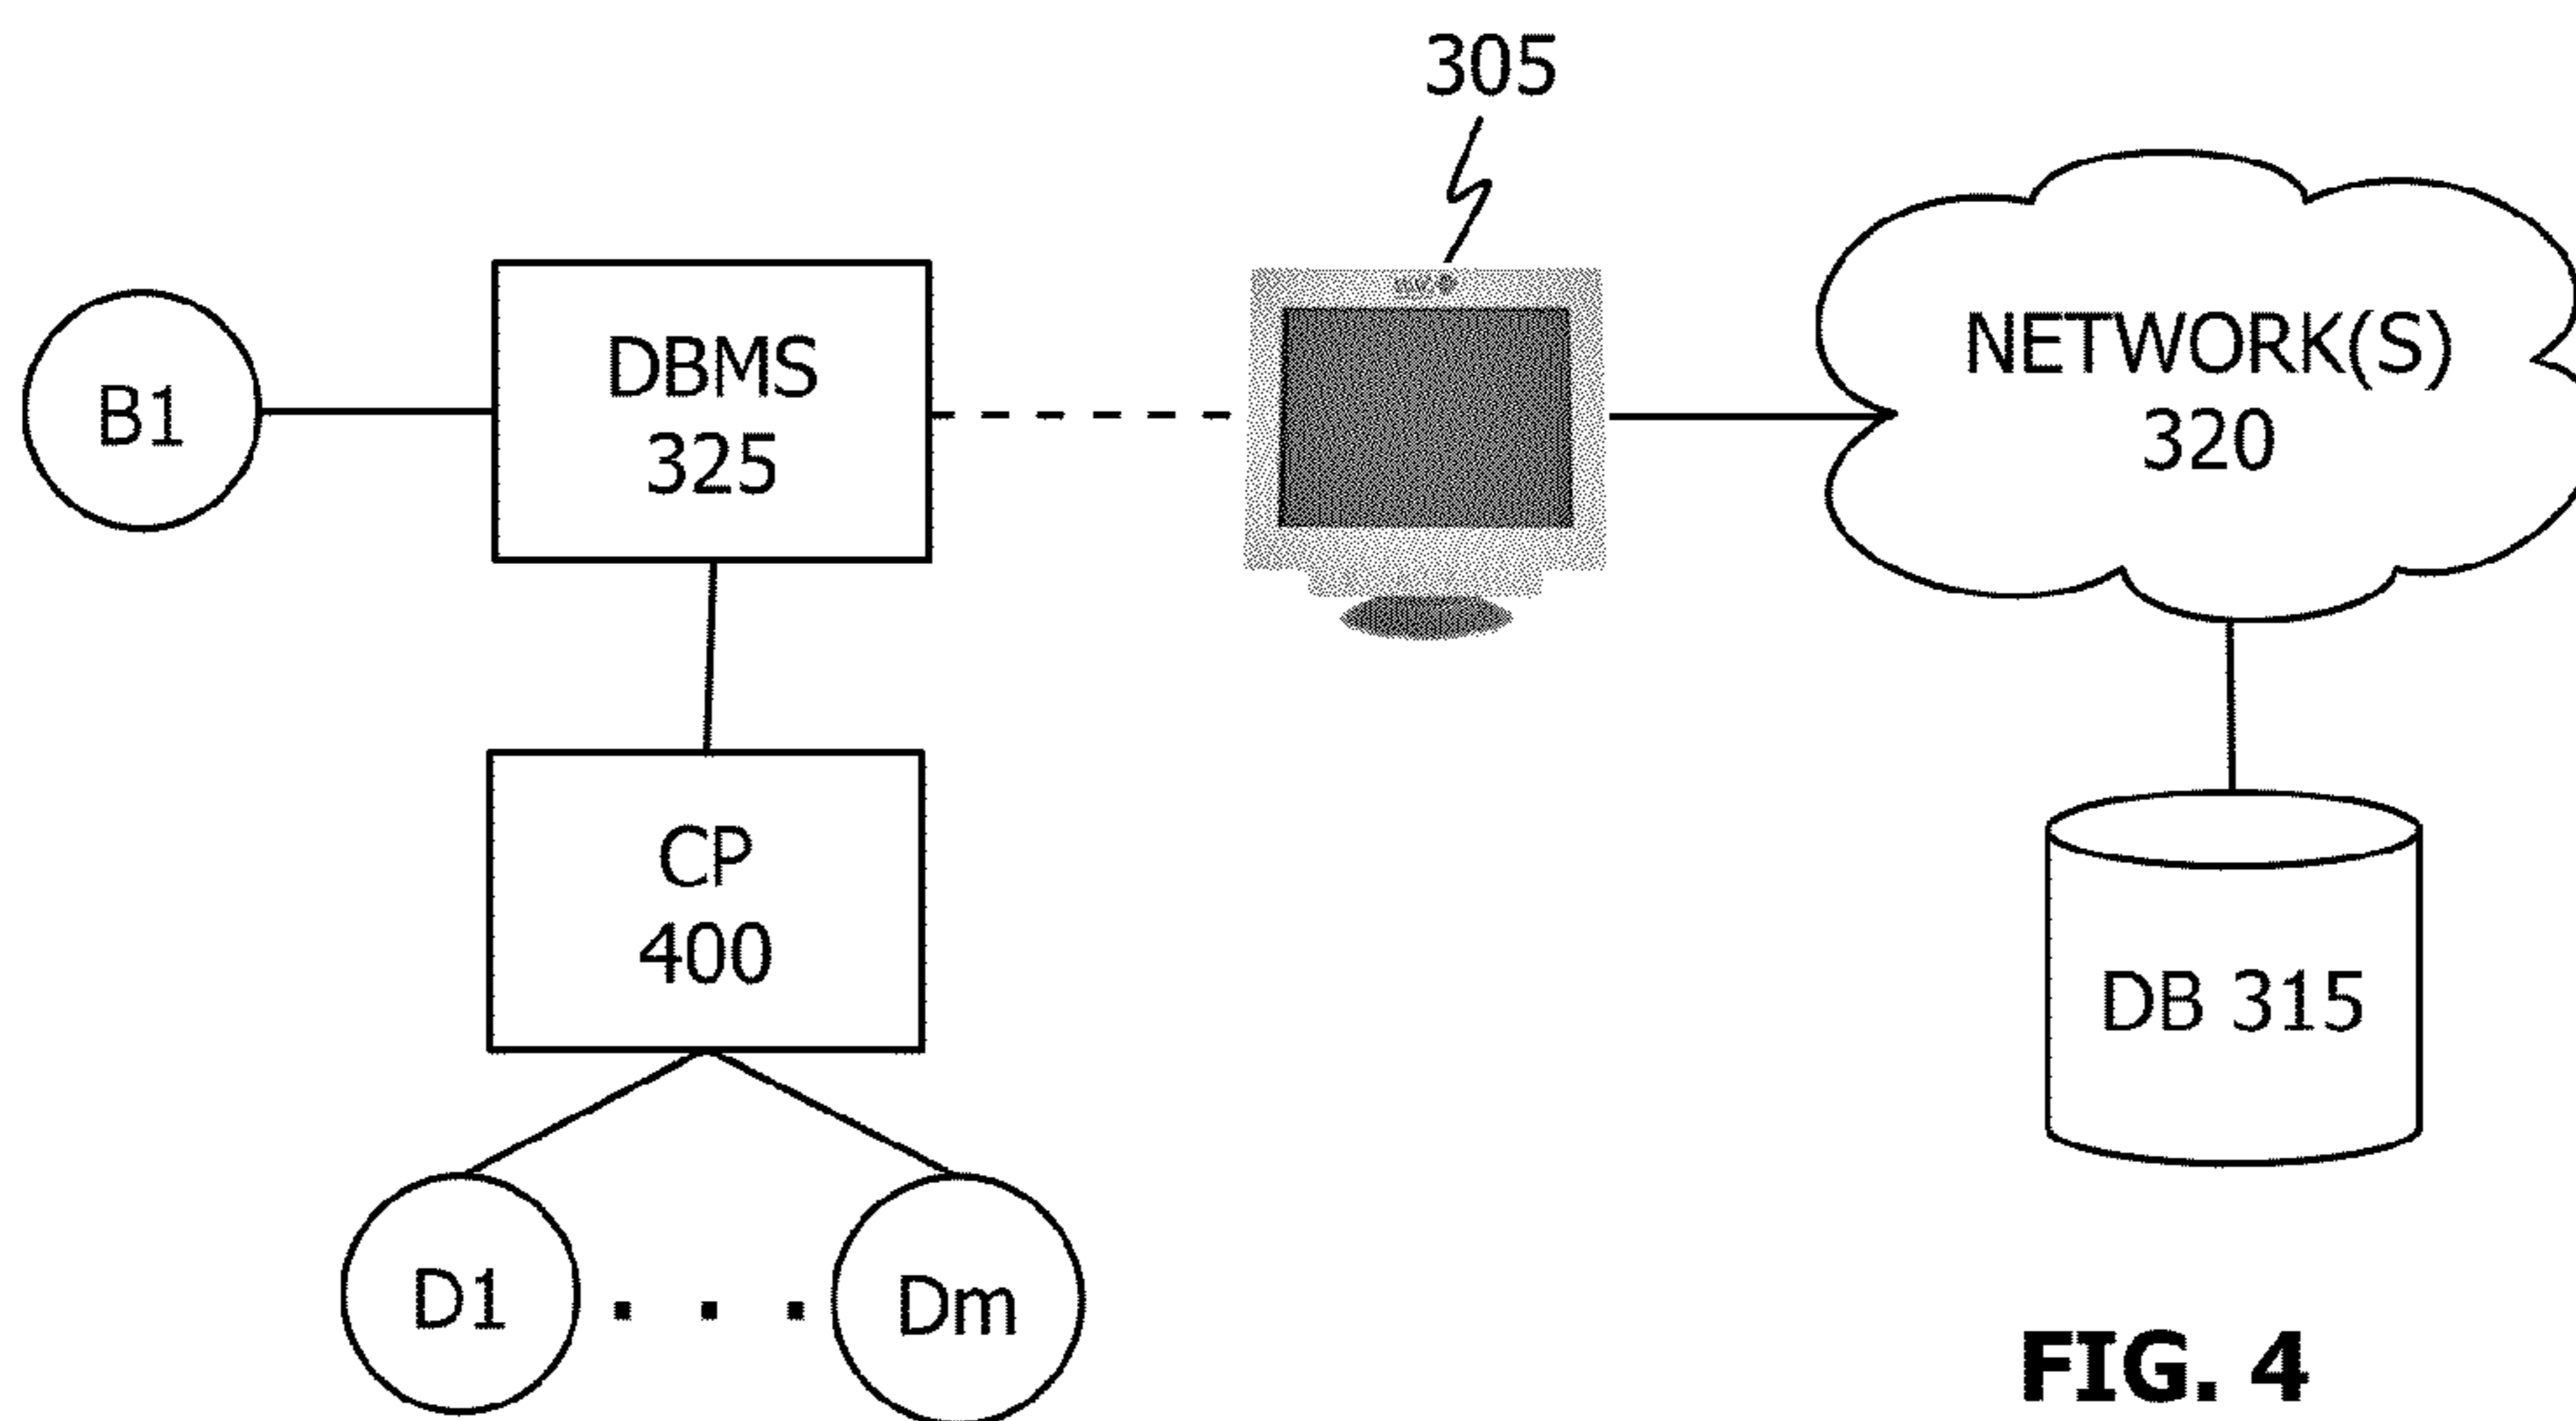 305
B1
DBMS
325
NETWORK(S)
320
CP
400
DB 315
D1
. . .
Dm
FIG. 4